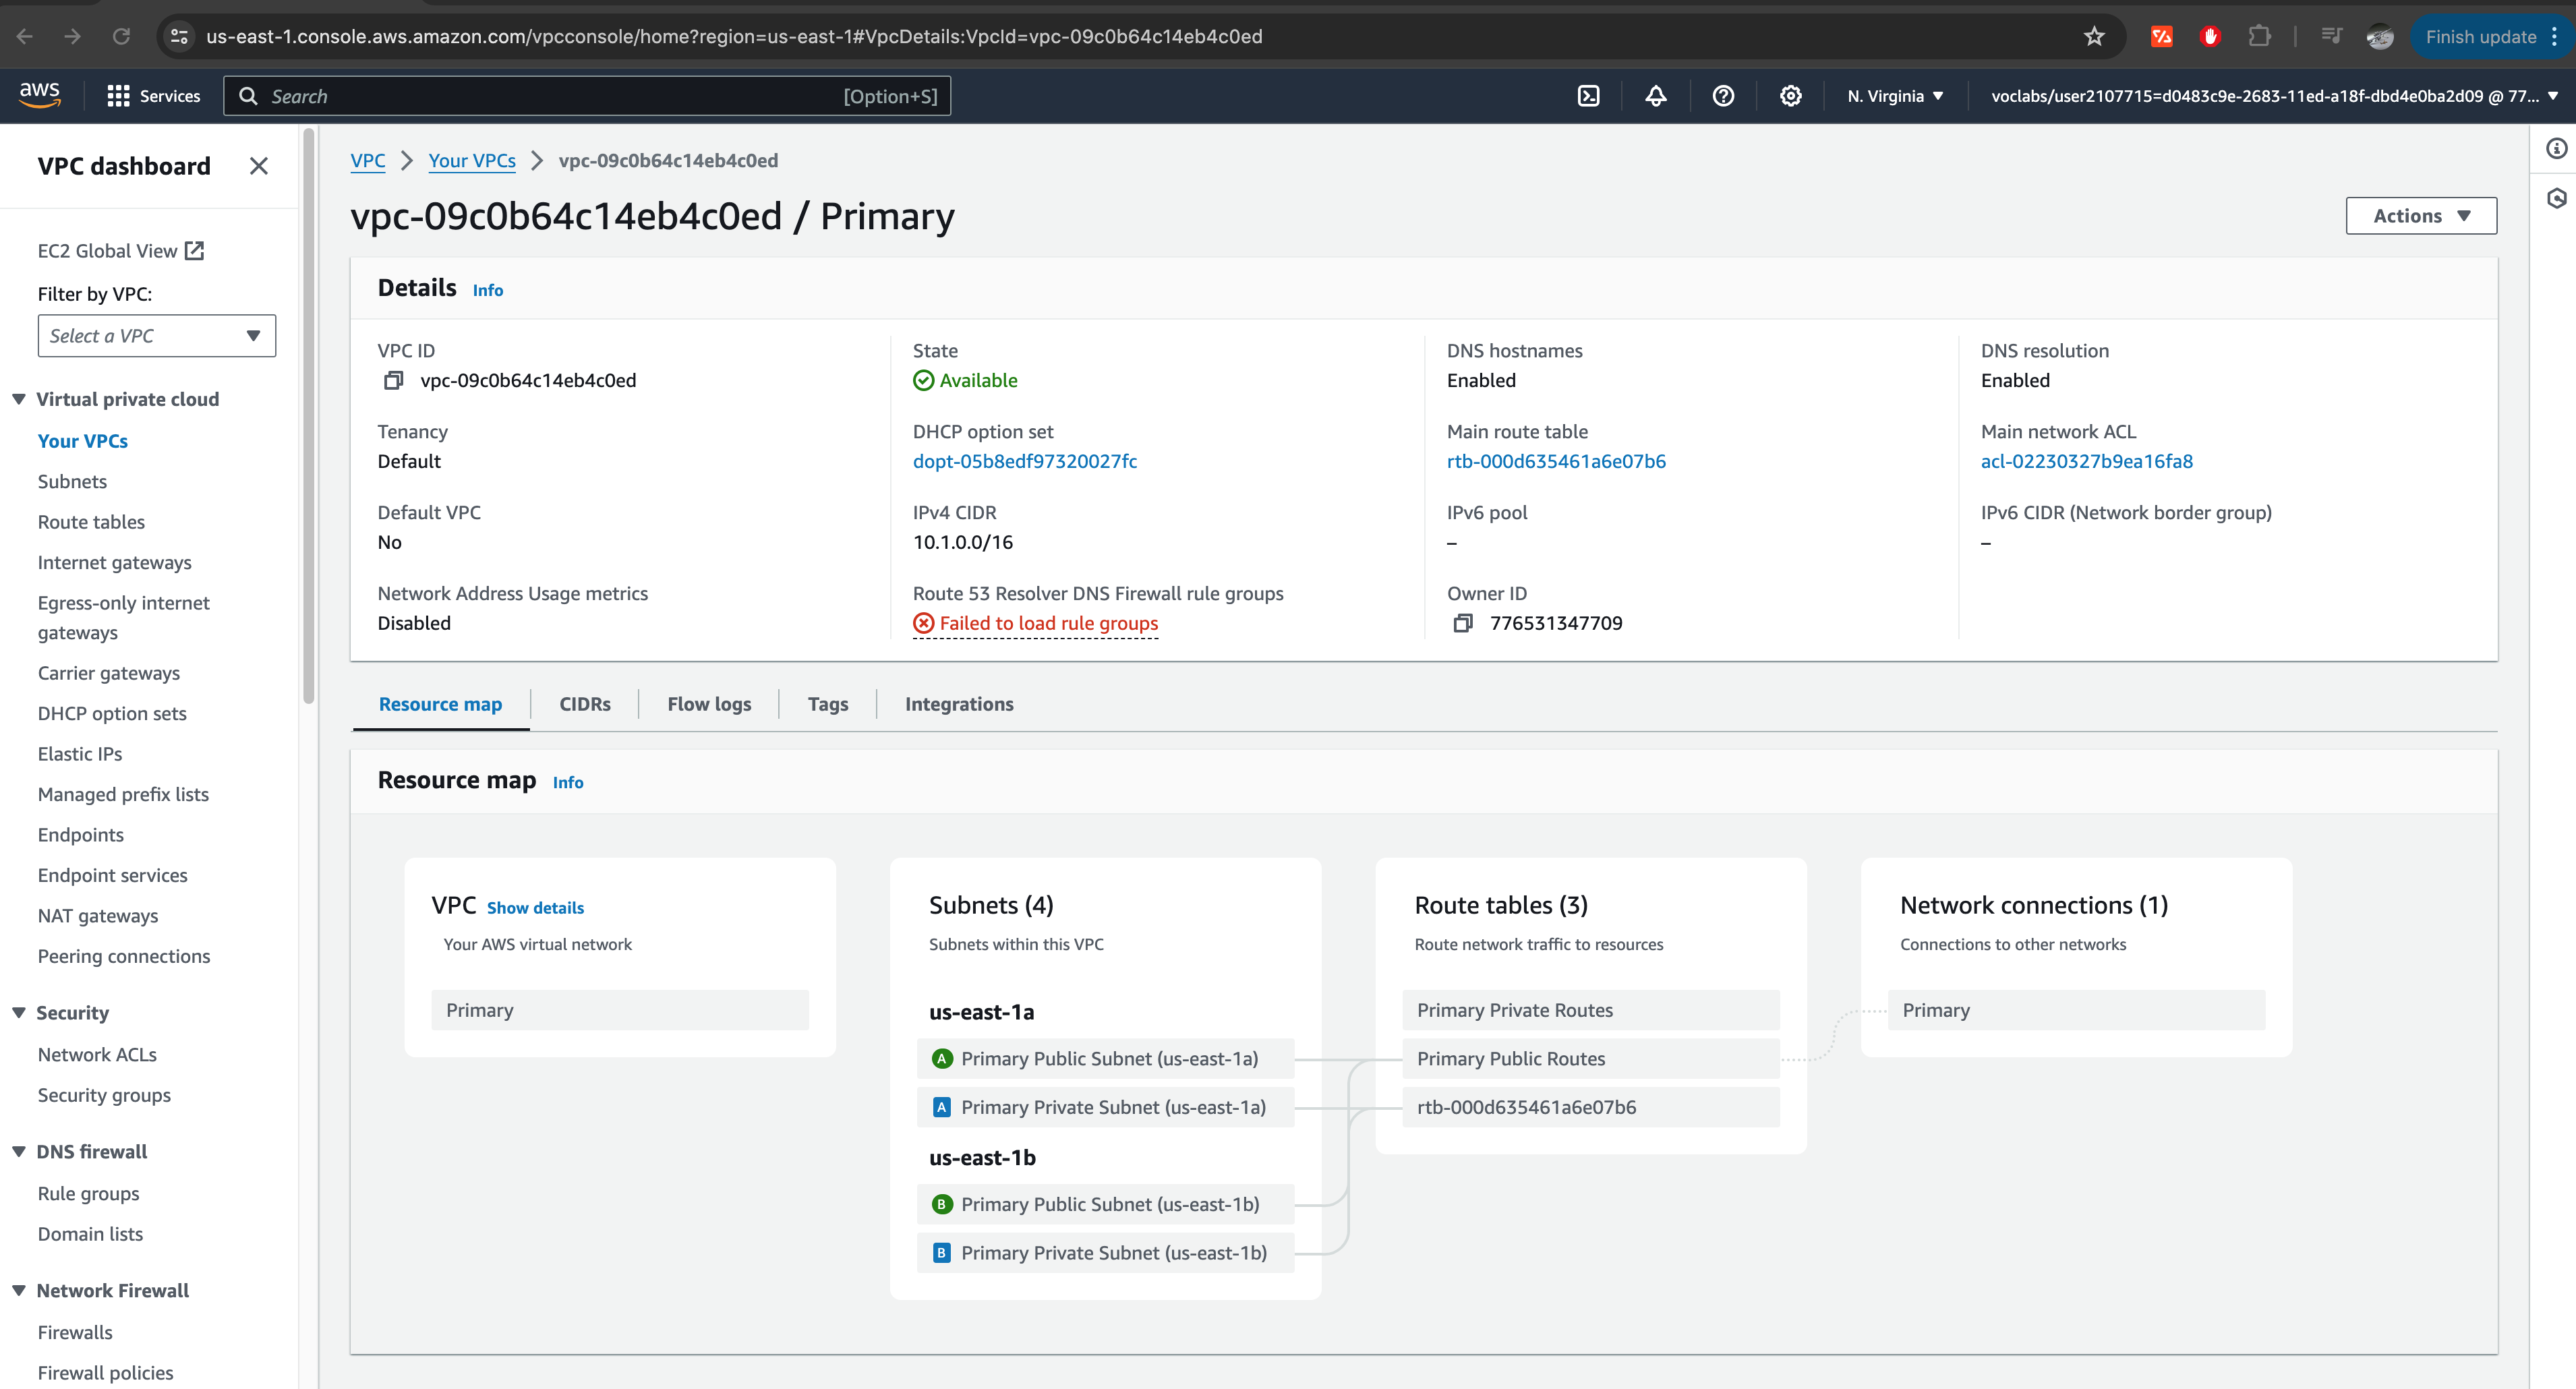 us-east-1.console.aws.amazon.com/vpcconsole/home?region=us-east-1#VpcDetails:VpcId=vpc-09c0b64c14eb4c0ed
Finish update
aws
Services
Search
[Option+S]
N. Virginia
voclabs/user2107715=d0483c9e-2683-11ed-a18f-dbd4e0ba2d09 @ 77...
VPC dashboard
EC2 Global View
Filter by VPC:
Select a VPC
Virtual private cloud
Your VPCs
Subnets
Route tables
Internet gateways
Egress-only internet
gateways
Carrier gateways
DHCP option sets
Elastic IPs
Managed prefix lists
Endpoints
Endpoint services
NAT gateways
Peering connections
Security
Network ACLs
Security groups
DNS firewall
Rule groups
Domain lists
Network Firewall
Firewalls
Firewall policies
VPC
Your VPCs
vpc-09c0b64c14eb4c0ed
vpc-09c0b64c14eb4c0ed / Primary
Actions
Details Info
VPC ID
vpc-09c0b64c14eb4c0ed
State
Available
DNS hostnames
Enabled
DNS resolution
Enabled
Tenancy
Default
DHCP option set
dopt-05b8edf97320027fc
Main route table
rtb-000d635461a6e07b6
Main network ACL
acl-02230327b9ea16fa8
Default VPC
No
IPv4 CIDR
10.1.0.0/16
IPv6 pool
–
IPv6 CIDR (Network border group)
–
Network Address Usage metrics
Disabled
Route 53 Resolver DNS Firewall rule groups
Failed to load rule groups
Owner ID
776531347709
Resource map
CIDRs
Flow logs
Tags
Integrations
Resource map Info
VPC Show details
Your AWS virtual network
Primary
Subnets (4)
Subnets within this VPC
us-east-1a
A Primary Public Subnet (us-east-1a)
A Primary Private Subnet (us-east-1a)
us-east-1b
B Primary Public Subnet (us-east-1b)
B Primary Private Subnet (us-east-1b)
Route tables (3)
Route network traffic to resources
Primary Private Routes
Primary Public Routes
rtb-000d635461a6e07b6
Network connections (1)
Connections to other networks
Primary